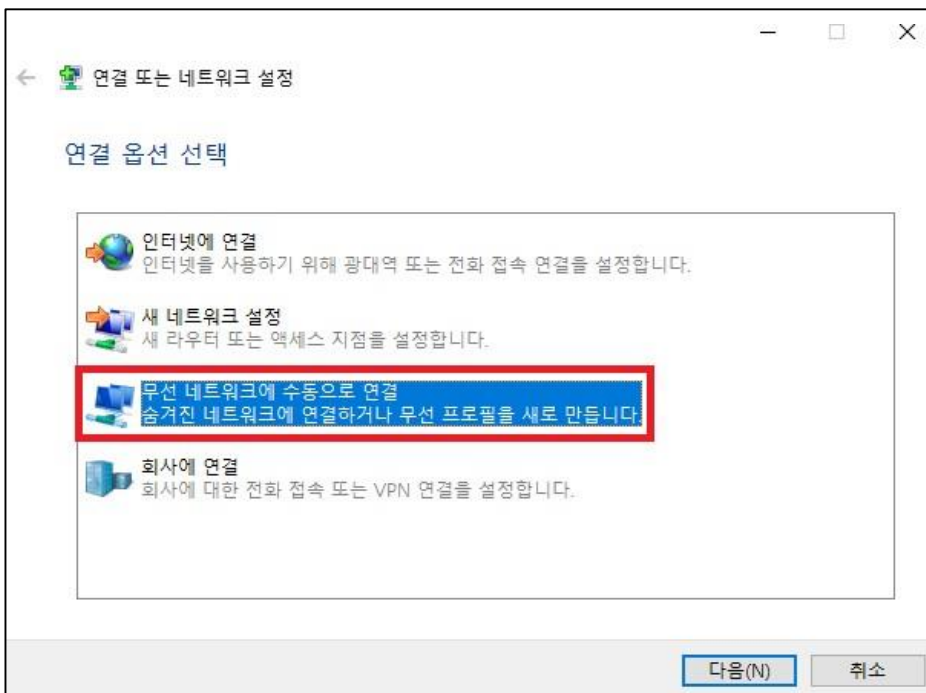 연결 또는 네트워크 설정
연결 옵션 선택
인터넷에 연결
인터넷을 사용하기 위해 광대역 또는 전화 접속 연결을 설정합니다.
새 네트워크 설정
새 라우터 또는 액세스 지점을 설정합니다.
무선 네트워크에 수동으로 연결
숨겨진 네트워크에 연결하거나 무선 프로필을 새로 만듭니다.
회사에 연결
회사에 대한 전화 접속 또는 VPN 연결을 설정합니다.
다음(N)
취소